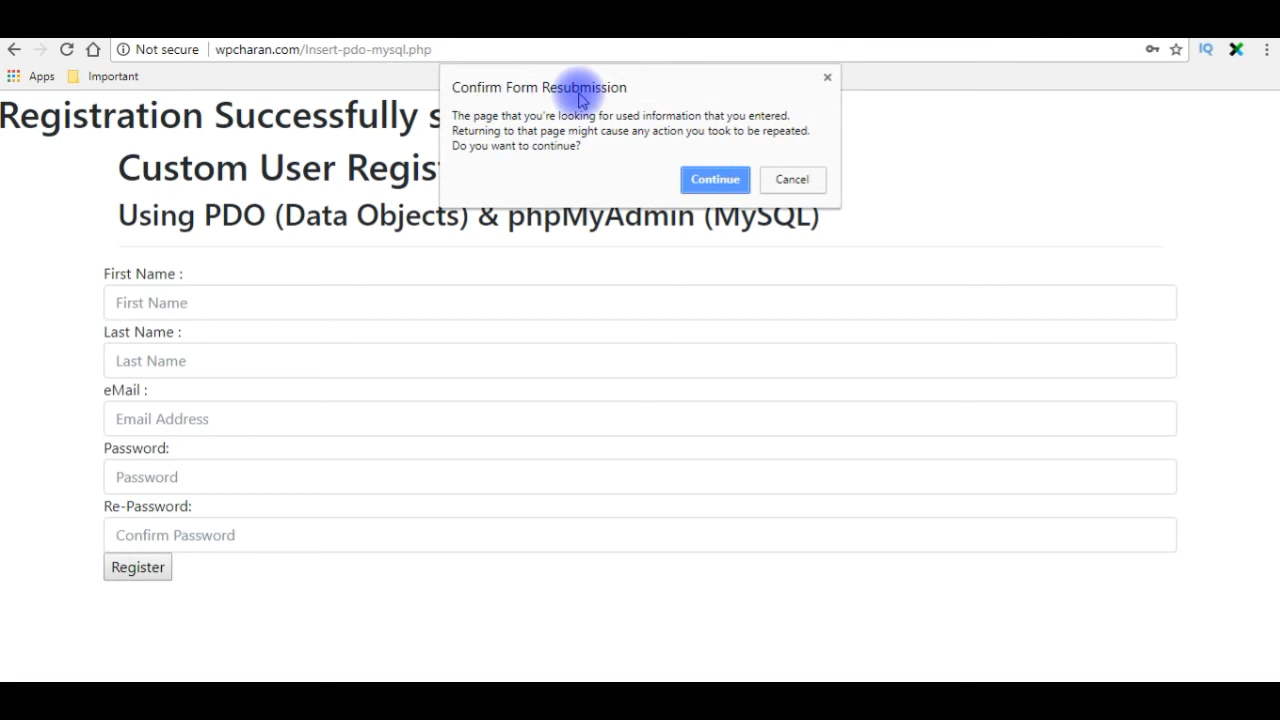 Not secure wpcharan.com/Insert-pdo-mysql.php
Apps Important
Confirm Form Resubmission
The page that you're looking for used information that you entered.
Returning to that page might cause any action you took to be repeated.
Do you want to continue?
Continue Cancel
Registration Successfully
Custom User
Using PDO (Data Objects) & phpMyAdmin (MySQL)
First Name :
First Name
Last Name :
Last Name
eMail :
Email Address
Password:
Password
Re-Password:
Confirm Password
Register